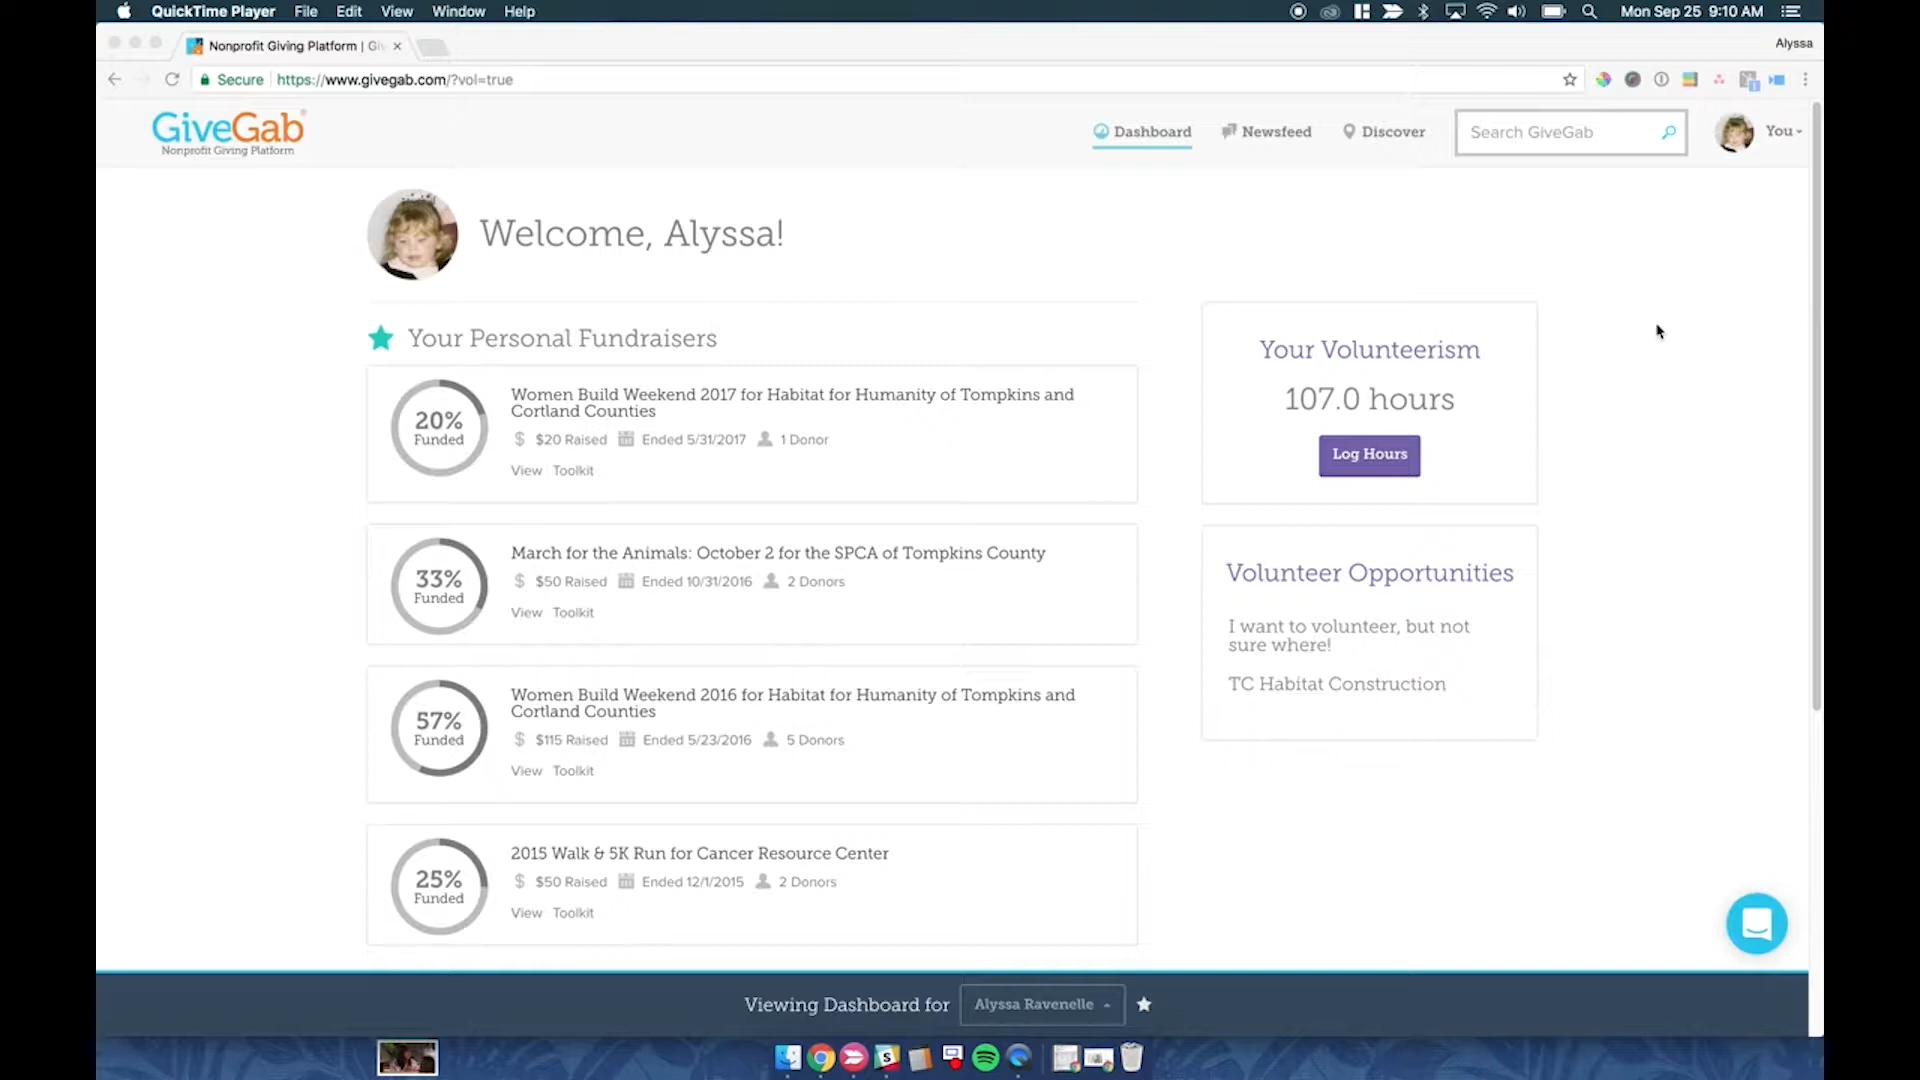 QuickTime Player File Edit View Window Help
Mon Sep 25 9:10 AM
Nonprofit Giving Platform | Gi
Alyssa
Secure https://www.givegab.com/?vol=true
GiveGab
Nonprofit Giving Platform
Dashboard Newsfeed Discover Search GiveGab You
Welcome, Alyssa!
Your Personal Fundraisers
20%
Funded
Women Build Weekend 2017 for Habitat for Humanity of Tompkins and
Cortland Counties
$ $20 Raised Ended 5/31/2017 1 Donor
View Toolkit
33%
Funded
March for the Animals: October 2 for the SPCA of Tompkins County
$ $50 Raised Ended 10/31/2016 2 Donors
View Toolkit
57%
Funded
Women Build Weekend 2016 for Habitat for Humanity of Tompkins and
Cortland Counties
$ $115 Raised Ended 5/23/2016 5 Donors
View Toolkit
25%
Funded
2015 Walk & 5K Run for Cancer Resource Center
$ $50 Raised Ended 12/1/2015 2 Donors
View Toolkit
Your Volunteerism
107.0 hours
Log Hours
Volunteer Opportunities
I want to volunteer, but not
sure where!
TC Habitat Construction
Viewing Dashboard for Alyssa Ravenelle